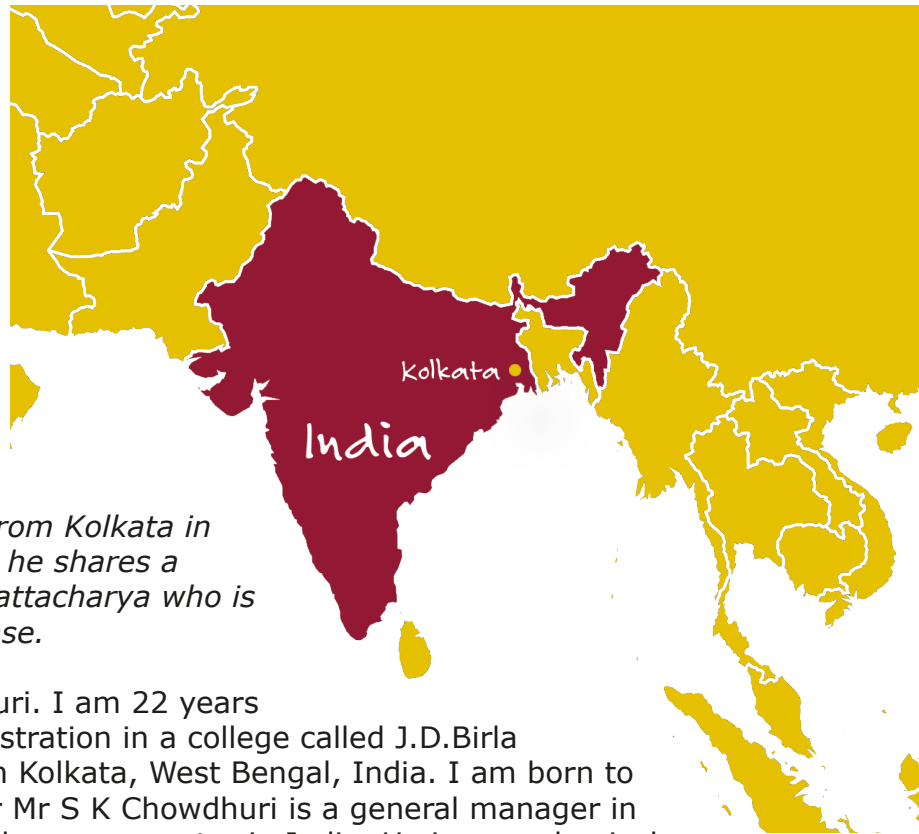 Kolkata
India
from Kolkata in
he shares a
attacharya who is
se.
uri. I am 22 years
stration in a college called J.D.Birla
n Kolkata, West Bengal, India. I am born to
r Mr S K Chowdhuri is a general manager in